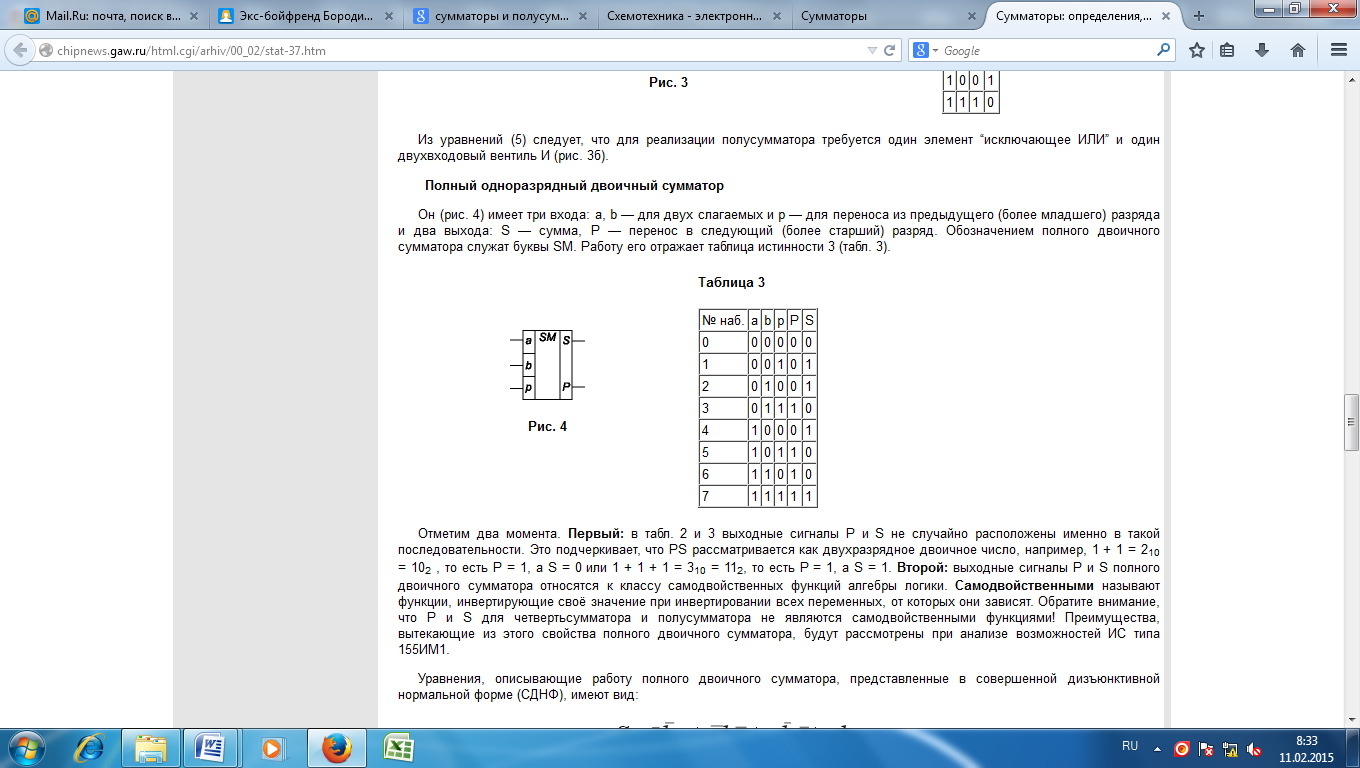 Mail.Ru: почта, поиск в...
Экс-бойфренд Бородин...
сумматоры и полусум...
Схемотехника - электронн...
Сумматоры
Сумматоры: определения,...
chipnews.gaw.ru/html.cgi/arhiv/00_02/stat-37.htm
Google
Рис. 3
1 0 0 1
1 1 1 0
Из уравнений (5) следует, что для реализации полусумматора требуется один элемент “исключающее ИЛИ” и один
двухвходовый вентиль И (рис. 3б).
Полный одноразрядный двоичный сумматор
Он (рис. 4) имеет три входа: a, b — для двух слагаемых и p — для переноса из предыдущего (более младшего) разряда
и два выхода: S — сумма, P — перенос в следующий (более старший) разряд. Обозначением полного двоичного
сумматора служат буквы SM. Работу его отражает таблица истинности 3 (табл. 3).
Таблица 3
a SM S
b
p P
Рис. 4
№ наб. a b p P S
0 0 0 0 0 0
1 0 0 1 0 1
2 0 1 0 0 1
3 0 1 1 1 0
4 1 0 0 0 1
5 1 0 1 1 0
6 1 1 0 1 0
7 1 1 1 1 1
Отметим два момента. Первый: в табл. 2 и 3 выходные сигналы P и S не случайно расположены именно в такой
последовательности. Это подчеркивает, что PS рассматривается как двухразрядное двоичное число, например, 1 + 1 = 2₁₀
= 10₂ , то есть P = 1, а S = 0 или 1 + 1 + 1 = 3₁₀ = 11₂, то есть P = 1, а S = 1. Второй: выходные сигналы P и S полного
двоичного сумматора относятся к классу самодвойственных функций алгебры логики. Самодвойственными называют
функции, инвертирующие своё значение при инвертировании всех переменных, от которых они зависят. Обратите внимание,
что P и S для четвертьсумматора и полусумматора не являются самодвойственными функциями! Преимущества,
вытекающие из этого свойства полного двоичного сумматора, будут рассмотрены при анализе возможностей ИС типа
155ИМ1.
Уравнения, описывающие работу полного двоичного сумматора, представленные в совершенной дизъюнктивной
нормальной форме (СДНФ), имеют вид:
RU
8:33
11.02.2015